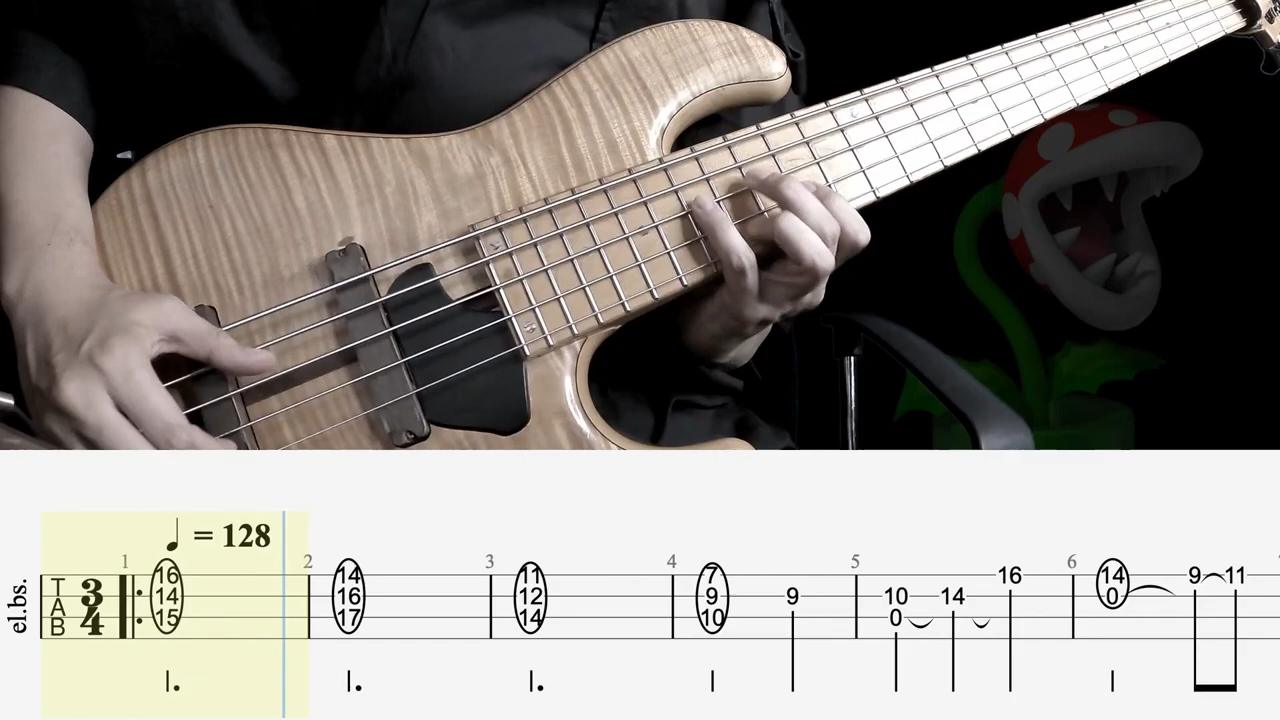 ♩ = 128
1 2 3 4 5 6
el.bs.
T
A
B
3
4
16 14 11 7 16 14 9 11
14 16 12 9 9 10 14 0
15 17 14 10 0